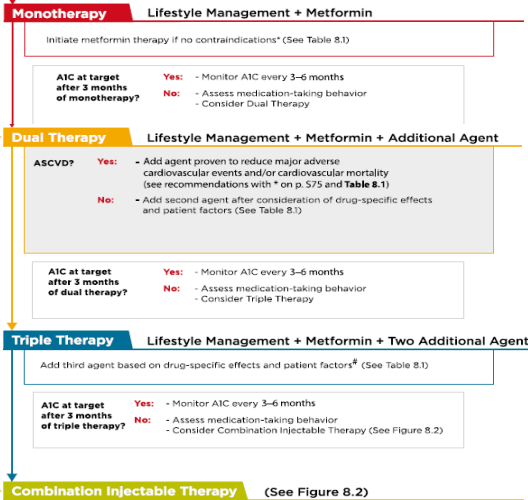 Monotherapy Lifestyle Management + Metformin
Initiate metformin therapy if no contraindications* (See Table 8.1)
A1C at target after 3 months of monotherapy?
Yes: - Monitor A1C every 3–6 months
No: - Assess medication-taking behavior
- Consider Dual Therapy
Dual Therapy Lifestyle Management + Metformin + Additional Agent
ASCVD?
Yes: - Add agent proven to reduce major adverse
cardiovascular events and/or cardiovascular mortality
(see recommendations with * on p. S75 and Table 8.1)
No: - Add second agent after consideration of drug-specific effects
and patient factors (See Table 8.1)
A1C at target
after 3 months
of dual therapy?
Yes: - Monitor A1C every 3–6 months
No: - Assess medication-taking behavior
- Consider Triple Therapy
Triple Therapy Lifestyle Management + Metformin + Two Additional Agent
Add third agent based on drug-specific effects and patient factors# (See Table 8.1)
A1C at target
after 3 months
of triple therapy?
Yes: - Monitor A1C every 3–6 months
No: - Assess medication-taking behavior
- Consider Combination Injectable Therapy (See Figure 8.2)
Combination Injectable Therapy (See Figure 8.2)